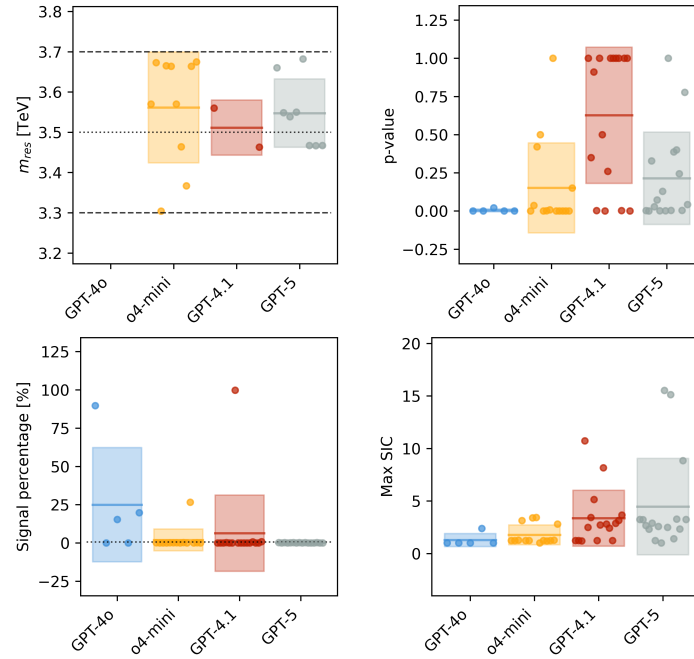 m_res [TeV]
3.8
3.7
3.6
3.5
3.4
3.3
3.2
GPT-4o
o4-mini
GPT-4.1
GPT-5
p-value
1.25
1.00
0.75
0.50
0.25
0.00
−0.25
GPT-4o
o4-mini
GPT-4.1
GPT-5
Signal percentage [%]
125
100
75
50
25
0
−25
GPT-4o
o4-mini
GPT-4.1
GPT-5
Max SIC
20
15
10
5
0
GPT-4o
o4-mini
GPT-4.1
GPT-5